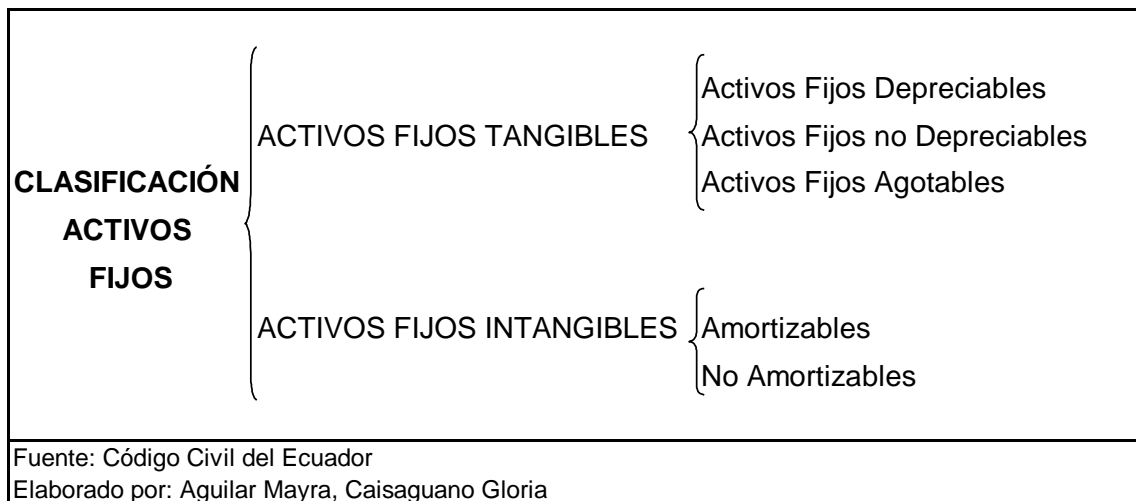 CLASIFICACIÓN
ACTIVOS
FIJOS
ACTIVOS FIJOS TANGIBLES
Activos Fijos Depreciables
Activos Fijos no Depreciables
Activos Fijos Agotables
ACTIVOS FIJOS INTANGIBLES
Amortizables
No Amortizables
Fuente: Código Civil del Ecuador
Elaborado por: Aguilar Mayra, Caisaguano Gloria